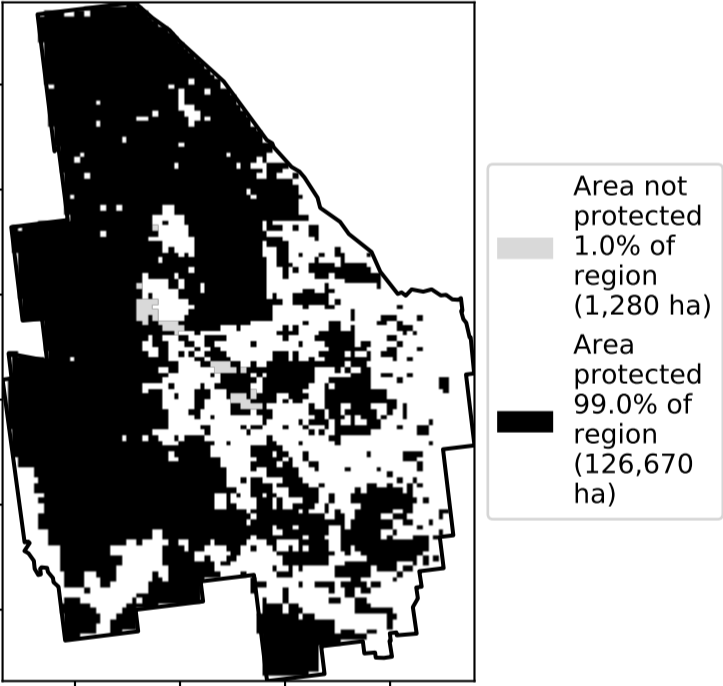 Area not
protected
1.0% of
region
(1,280 ha)
Area
protected
99.0% of
region
(126,670
ha)